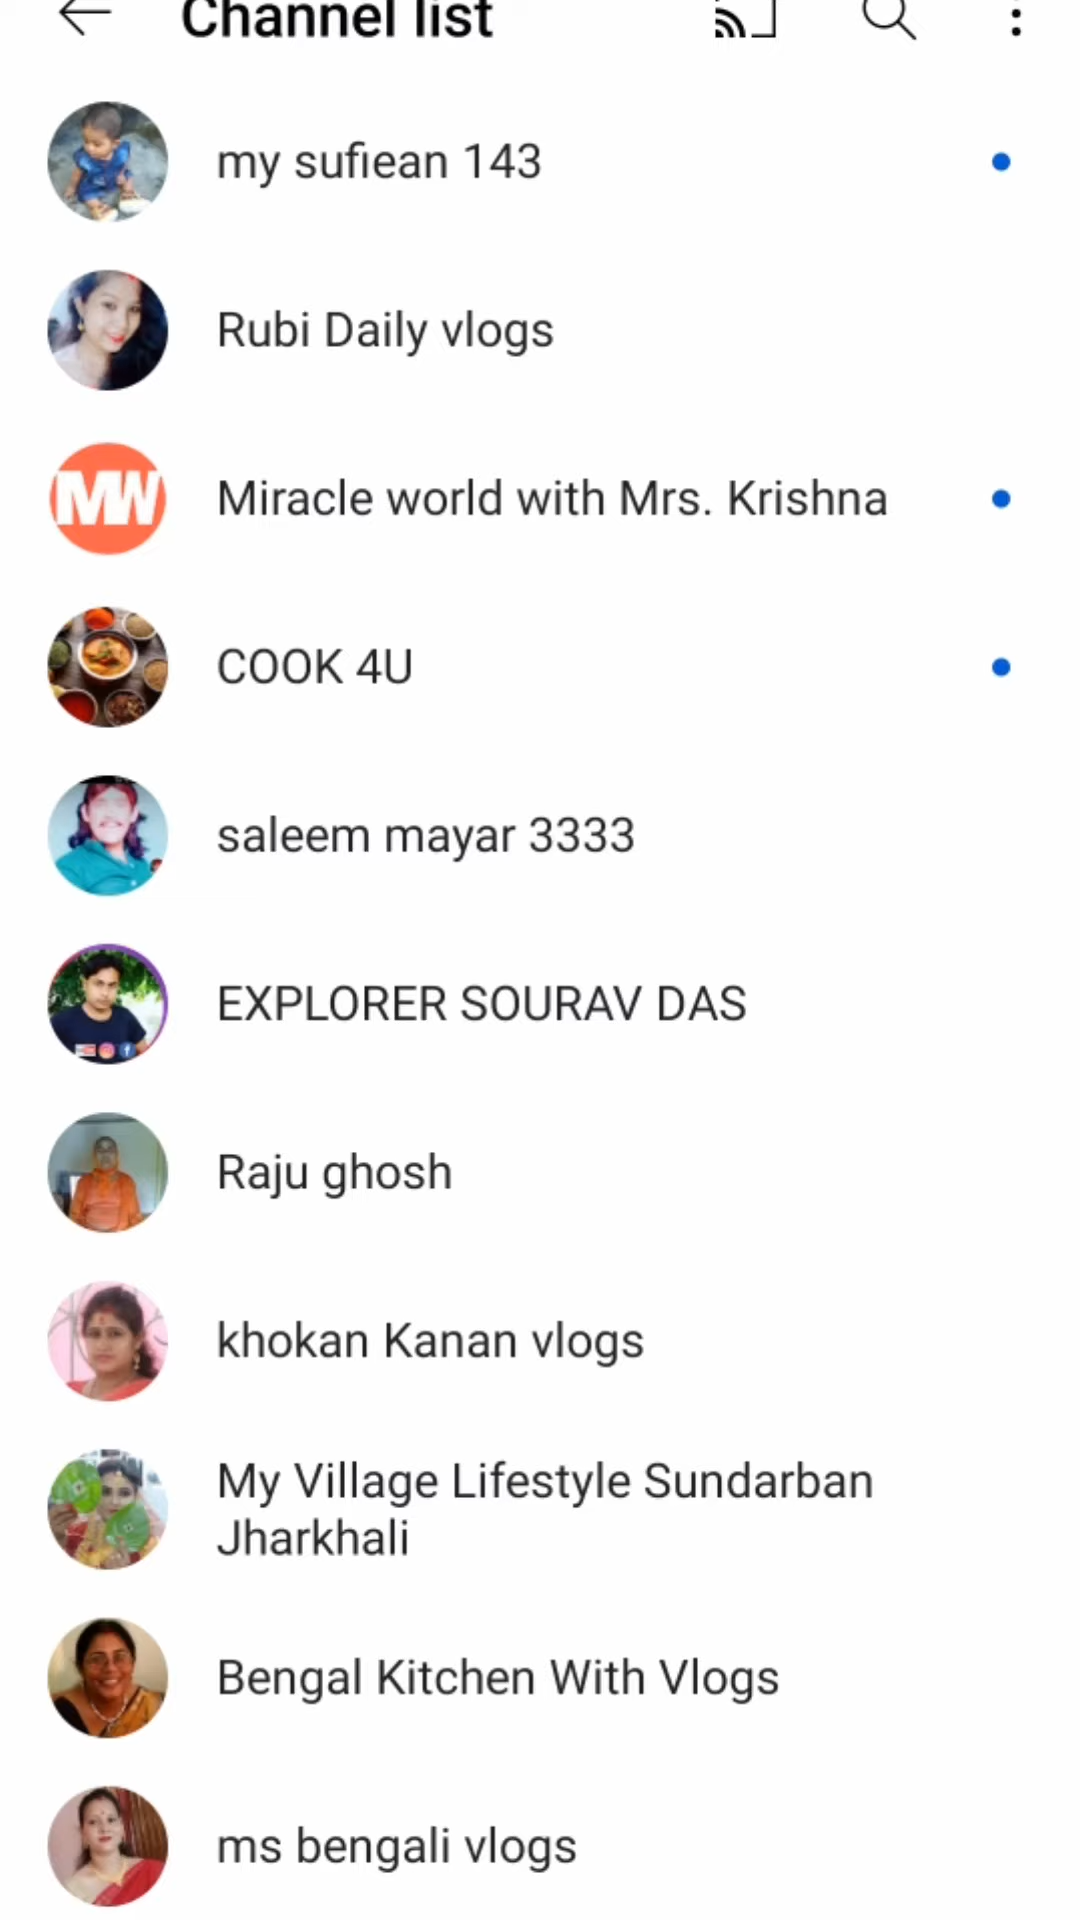 Channel list
my sufiean 143
Rubi Daily vlogs
MW
Miracle world with Mrs. Krishna
COOK 4U
saleem mayar 3333
EXPLORER SOURAV DAS
Raju ghosh
khokan Kanan vlogs
My Village Lifestyle Sundarban
Jharkhali
Bengal Kitchen With Vlogs
ms bengali vlogs